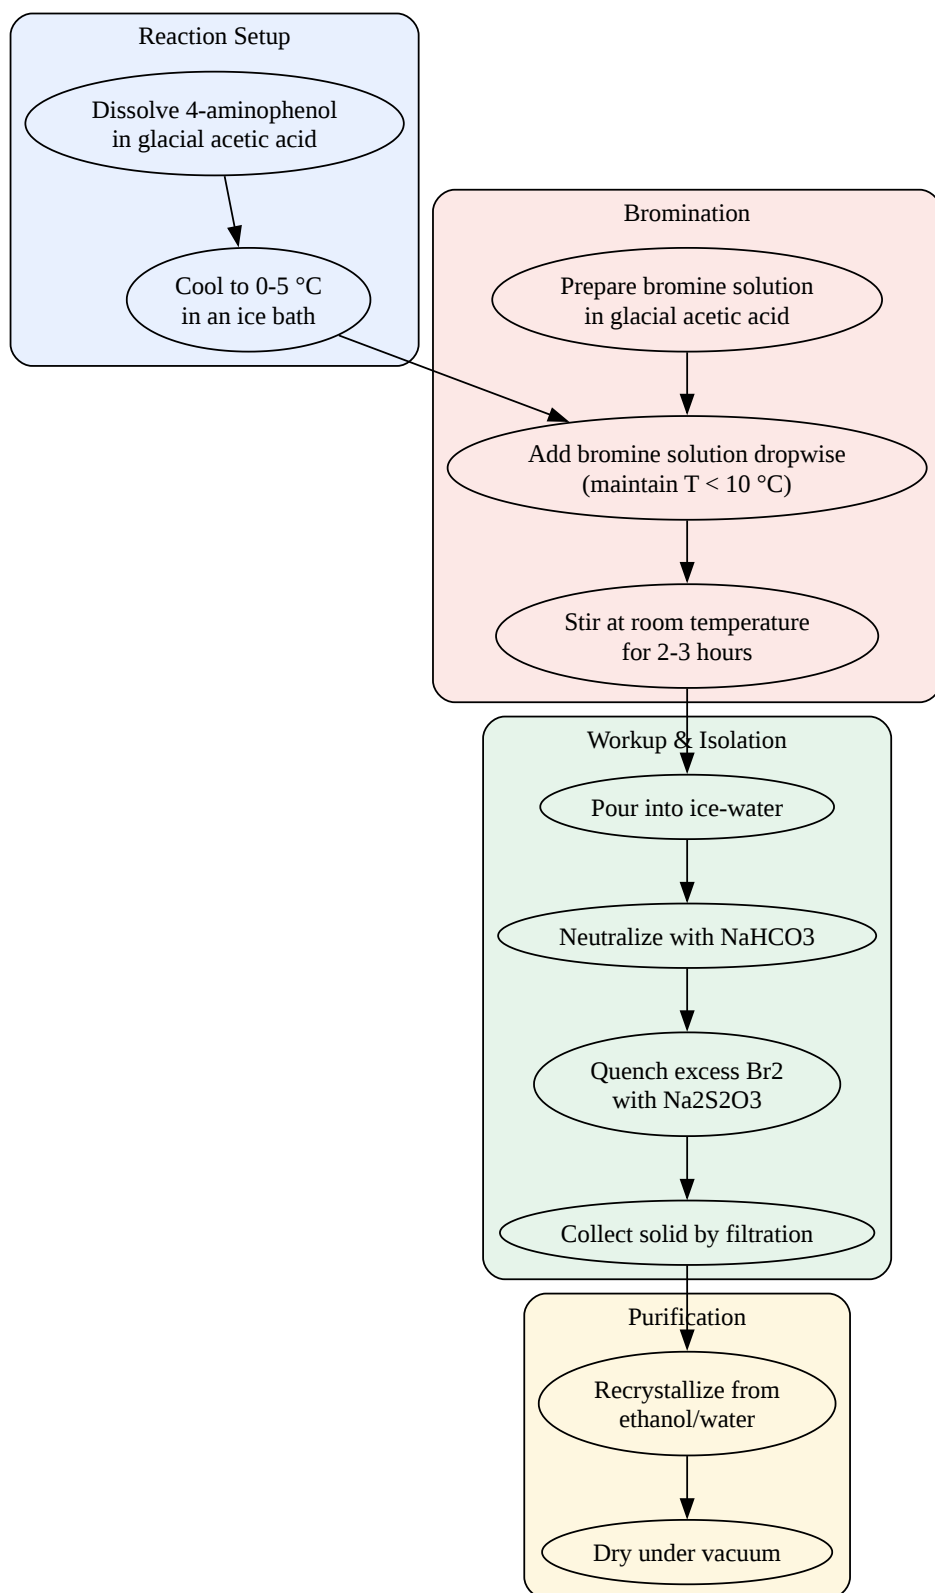 Reaction Setup
Dissolve 4-aminophenol
in glacial acetic acid
Cool to 0-5 °C
in an ice bath
Bromination
Prepare bromine solution
in glacial acetic acid
Add bromine solution dropwise
(maintain T < 10 °C)
Stir at room temperature
for 2-3 hours
Workup & Isolation
Pour into ice-water
Neutralize with NaHCO3
Quench excess Br2
with Na2S2O3
Collect solid by filtration
Purification
Recrystallize from
ethanol/water
Dry under vacuum